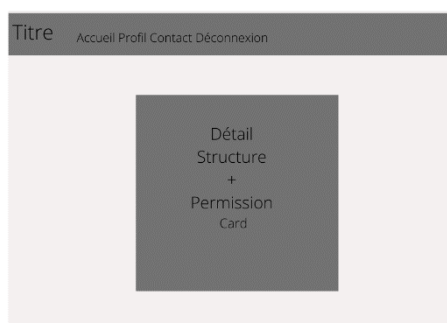 Titre
Accueil Profil Contact Déconnexion
Détail
Structure
+
Permission
Card